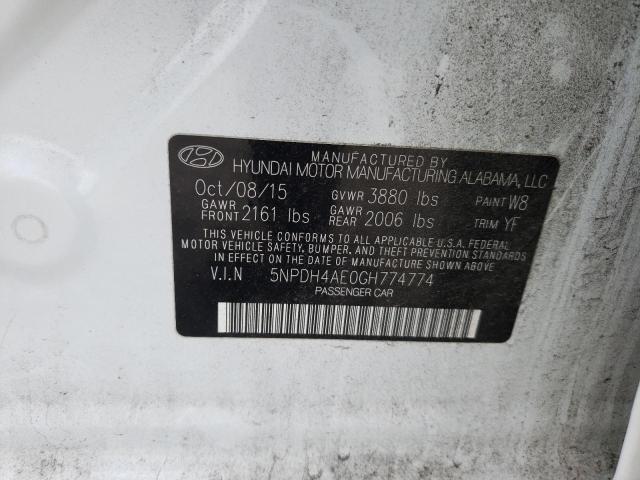 MANUFACTURED BY
HYUNDAI MOTOR MANUFACTURING ALABAMA, LLC
Oct/08/15 GVWR 3880 lbs PAINT W8
GAWR FRONT 2161 lbs GAWR REAR 2006 lbs TRIM YF
THIS VEHICLE CONFORMS TO ALL APPLICABLE U.S.A. FEDERAL
MOTOR VEHICLE SAFETY, BUMPER, AND THEFT PREVENTION STANDARDS
IN EFFECT ON THE DATE OF MANUFACTURE SHOWN ABOVE.
V.I.N 5NPDH4AE0GH774774
PASSENGER CAR